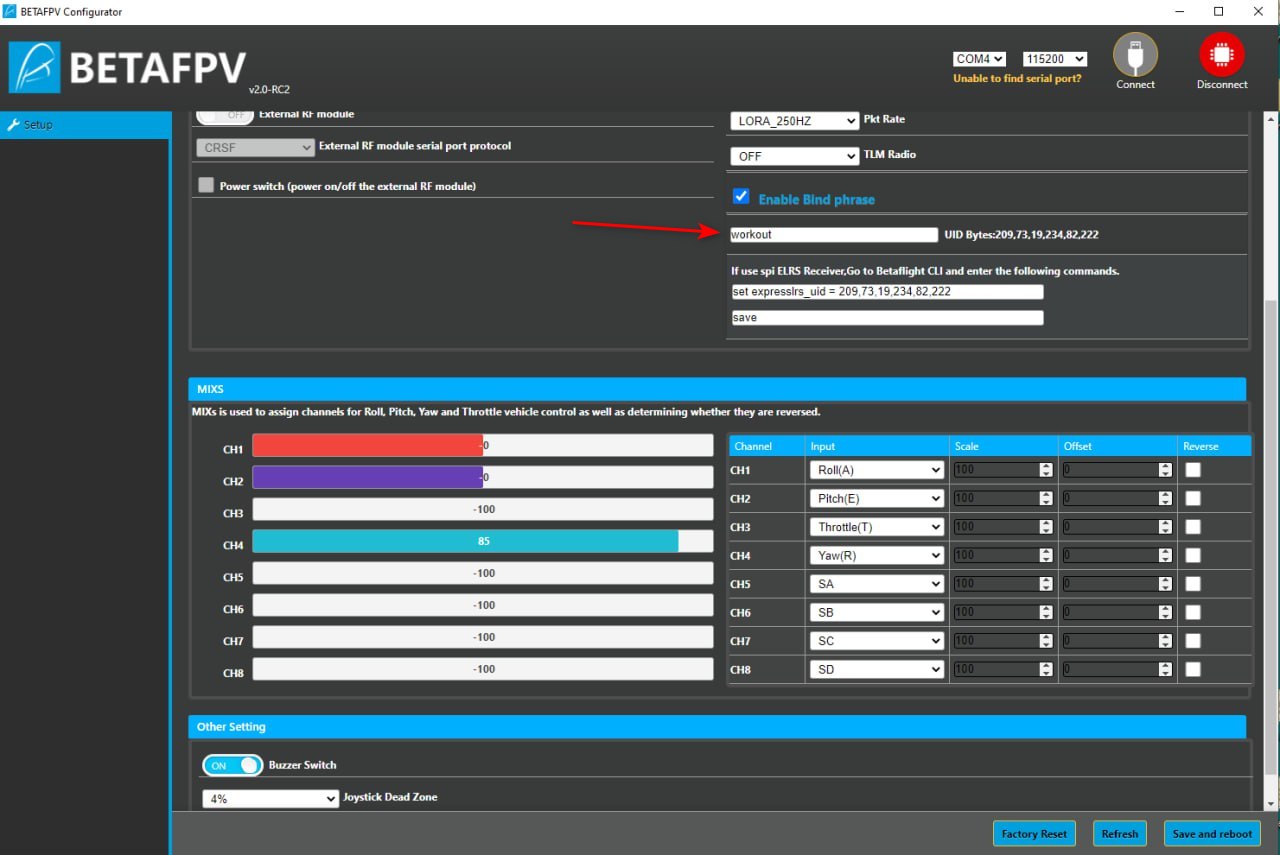 BETAFPV Configurator
BETAFPV
v2.0-RC2
COM4
115200
Unable to find serial port?
Connect
Disconnect
Setup
OFF External RF module
CRSF External RF module serial port protocol
Power switch (power on/off the external RF module)
LORA_250HZ Pkt Rate
OFF TLM Radio
Enable Bind phrase
workout UID Bytes:209,73,19,234,82,222
If use spi ELRS Receiver,Go to Betaflight CLI and enter the following commands.
set expresslrs_uid = 209,73,19,234,82,222
save
MIXS
MIXs is used to assign channels for Roll, Pitch, Yaw and Throttle vehicle control as well as determining whether they are reversed.
CH1 -0
CH2 -0
CH3 -100
CH4 85
CH5 -100
CH6 -100
CH7 -100
CH8 -100
Channel Input Scale Offset Reverse
CH1 Roll(A) 100 0
CH2 Pitch(E) 100 0
CH3 Throttle(T) 100 0
CH4 Yaw(R) 100 0
CH5 SA 100 0
CH6 SB 100 0
CH7 SC 100 0
CH8 SD 100 0
Other Setting
ON Buzzer Switch
4% Joystick Dead Zone
Factory Reset Refresh Save and reboot